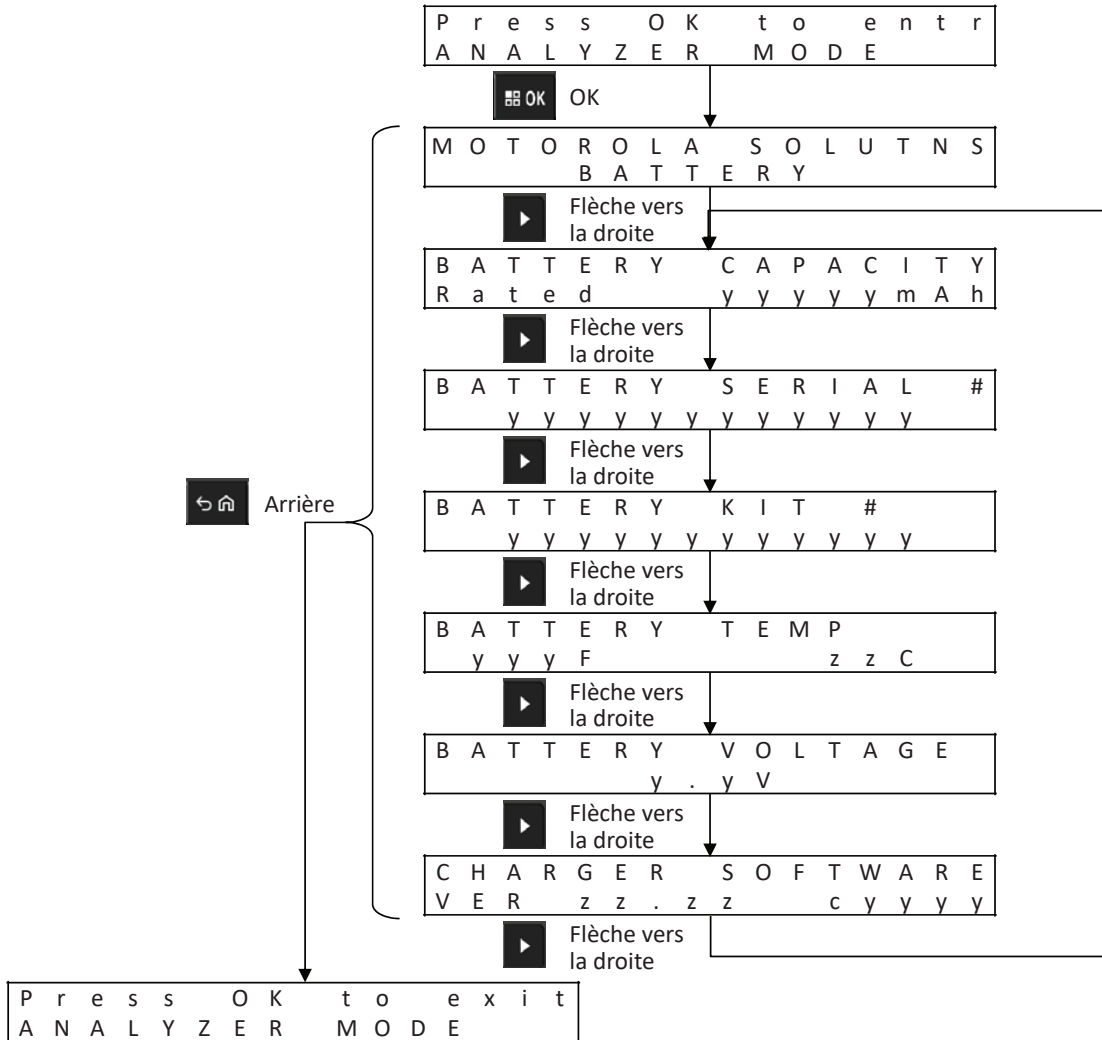 Press OK to entr
ANALYZER MODE
OK OK
MOTOROLA SOLUTNS
BATTERY
Flèche vers
la droite
BATTERY CAPACITY
Rated yyyyymAh
Flèche vers
la droite
BATTERY SERIAL #
yyyyyyyyyyyy
Flèche vers
la droite
Arrière
BATTERY KIT #
yyyyyyyyyyyy
Flèche vers
la droite
BATTERY TEMP
yyyF zzC
Flèche vers
la droite
BATTERY VOLTAGE
y.yV
Flèche vers
la droite
CHARGER SOFTWARE
VER zz.zz cyyyy
Flèche vers
la droite
Press OK to exit
ANALYZER MODE